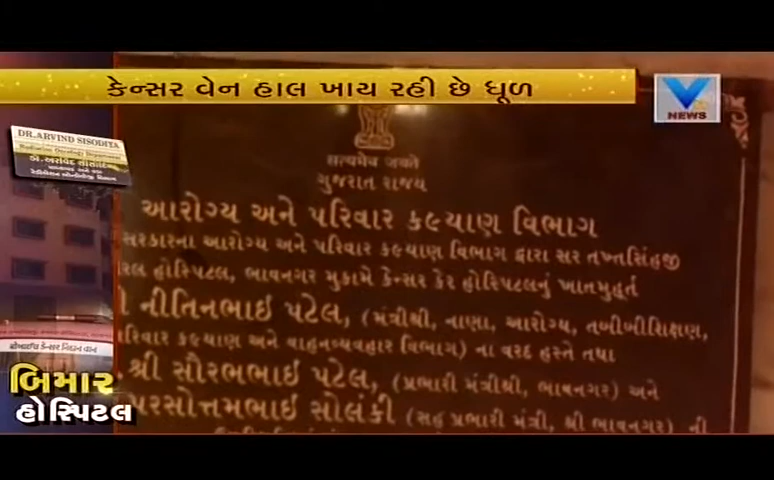 કેન્સર વેન હાલ ખાય રહી છે ધૂળ
V
NEWS
DR.ARVIND SISODIYA
ડો.અરવિંદ સીસોદિયા
સત્યમેવ જયતે
ગુજરાત રાજ્ય
આરોગ્ય અને પરિવાર કલ્યાણ વિભાગ
સરકારના આરોગ્ય અને પરિવાર કલ્યાણ વિભાગ દ્વારા સર તખ્તસિંહજી
હોસ્પિટલ, ભાવનગર મુકામે કેન્સર કેર હોસ્પિટલનું ખાતમુહૂર્ત
નીતિનભાઇ પટેલ, (મંત્રીશ્રી, નાણા, આરોગ્ય, તબીબીશિક્ષણ,
પરિવાર કલ્યાણ અને વાહનવ્યવહાર વિભાગ) ના વરદ હસ્તે તથા
શ્રી સૌરભભાઇ પટેલ, (પ્રભારી મંત્રીશ્રી, ભાવનગર) અને
પરસોત્તમભાઇ સોલંકી (સહ પ્રભારી મંત્રી, શ્રી ભાવનગર) ની
બિમાર
હોસ્પિટલ